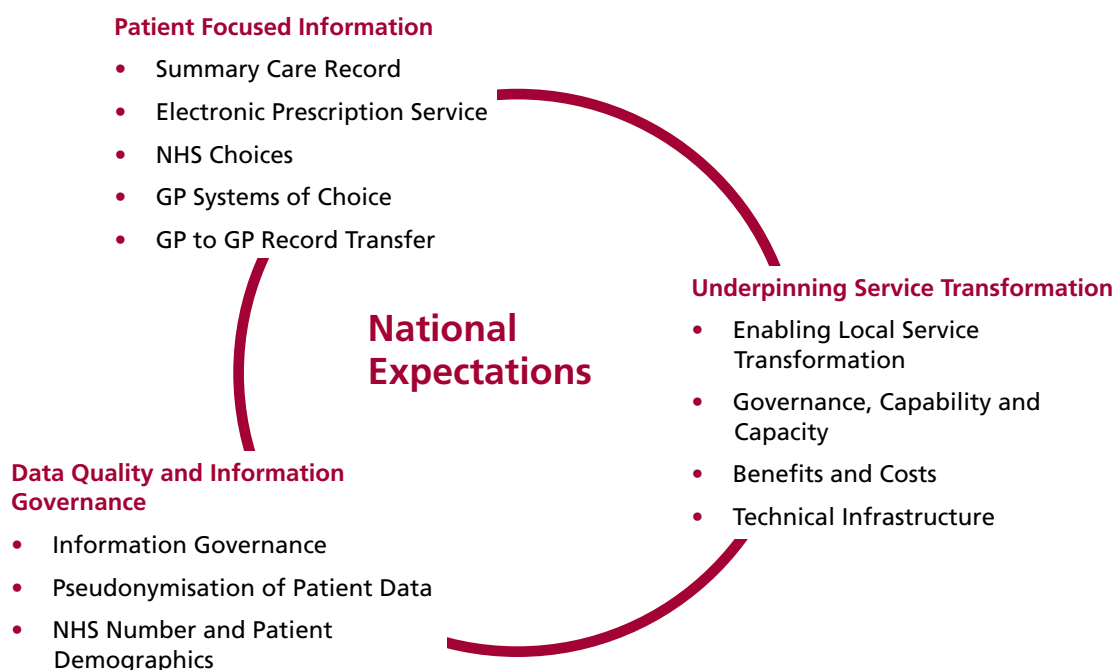 Patient Focused Information
• Summary Care Record
• Electronic Prescription Service
• NHS Choices
• GP Systems of Choice
• GP to GP Record Transfer
National
Expectations
Underpinning Service Transformation
• Enabling Local Service
Transformation
• Governance, Capability and
Capacity
• Benefits and Costs
• Technical Infrastructure
Data Quality and Information
Governance
• Information Governance
• Pseudonymisation of Patient Data
• NHS Number and Patient
Demographics